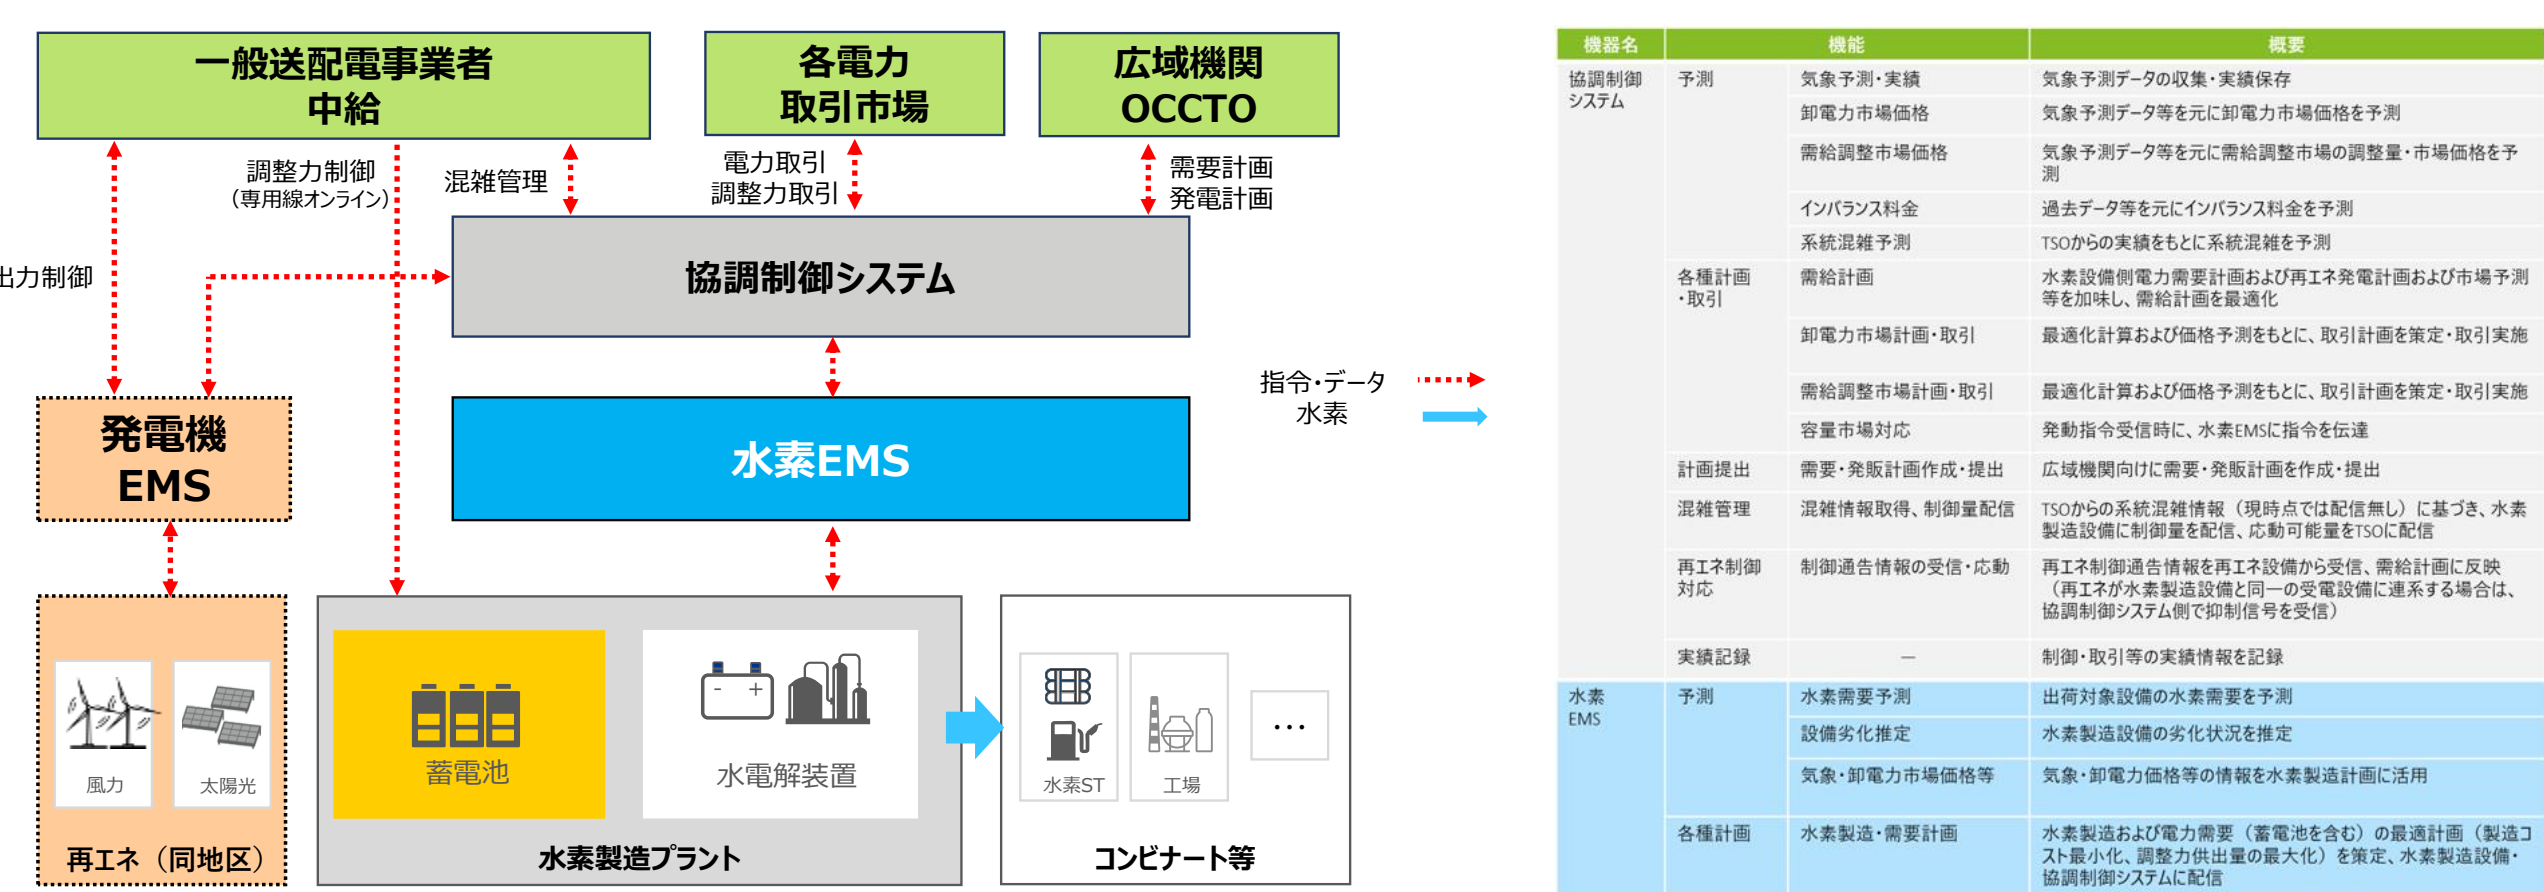 一般送配電事業者
中給
各電力
取引市場
広域機関
OCCTO
調整力制御
（専用線オンライン）
混雑管理
電力取引
調整力取引
需要計画
発電計画
出力制御
協調制御システム
発電機
EMS
水素EMS
指令・データ
水素
風力
太陽光
再エネ（同地区）
蓄電池
- +
水電解装置
水素製造プラント
水素ST
工場
…
コンビナート等
機器名 機能 概要
協調制御 予測 気象予測・実績 気象予測データの収集・実績保存
システム
卸電力市場価格 気象予測データ等を元に卸電力市場価格を予測
需給調整市場価格 気象予測データ等を元に需給調整市場の調整量・市場価格を予
測
インバランス料金 過去データ等を元にインバランス料金を予測
系統混雑予測 TSOからの実績をもとに系統混雑を予測
各種計画 需給計画 水素設備側電力需要計画および再エネ発電計画および市場予測
・取引 等を加味し、需給計画を最適化
卸電力市場計画・取引 最適化計算および価格予測をもとに、取引計画を策定・取引実施
需給調整市場計画・取引 最適化計算および価格予測をもとに、取引計画を策定・取引実施
容量市場対応 発動指令受信時に、水素EMSに指令を伝達
計画提出 需要・発販計画作成・提出 広域機関向けに需要・発販計画を作成・提出
混雑管理 混雑情報取得、制御量配信 TSOからの系統混雑情報（現時点では配信無し）に基づき、水素
製造設備に制御量を配信、応動可能量をTSOに配信
再エネ制御 制御通告情報の受信・応動 再エネ制御通告情報を再エネ設備から受信、需給計画に反映
対応 （再エネが水素製造設備と同一の受電設備に連系する場合は、
協調制御システム側で抑制信号を受信）
実績記録 － 制御・取引等の実績情報を記録
水素 予測 水素需要予測 出荷対象設備の水素需要を予測
EMS
設備劣化推定 水素製造設備の劣化状況を推定
気象・卸電力市場価格等 気象・卸電力価格等の情報を水素製造計画に活用
各種計画 水素製造・需要計画 水素製造および電力需要（蓄電池を含む）の最適計画（製造コ
スト最小化、調整力供出量の最大化）を策定、水素製造設備・
協調制御システムに配信